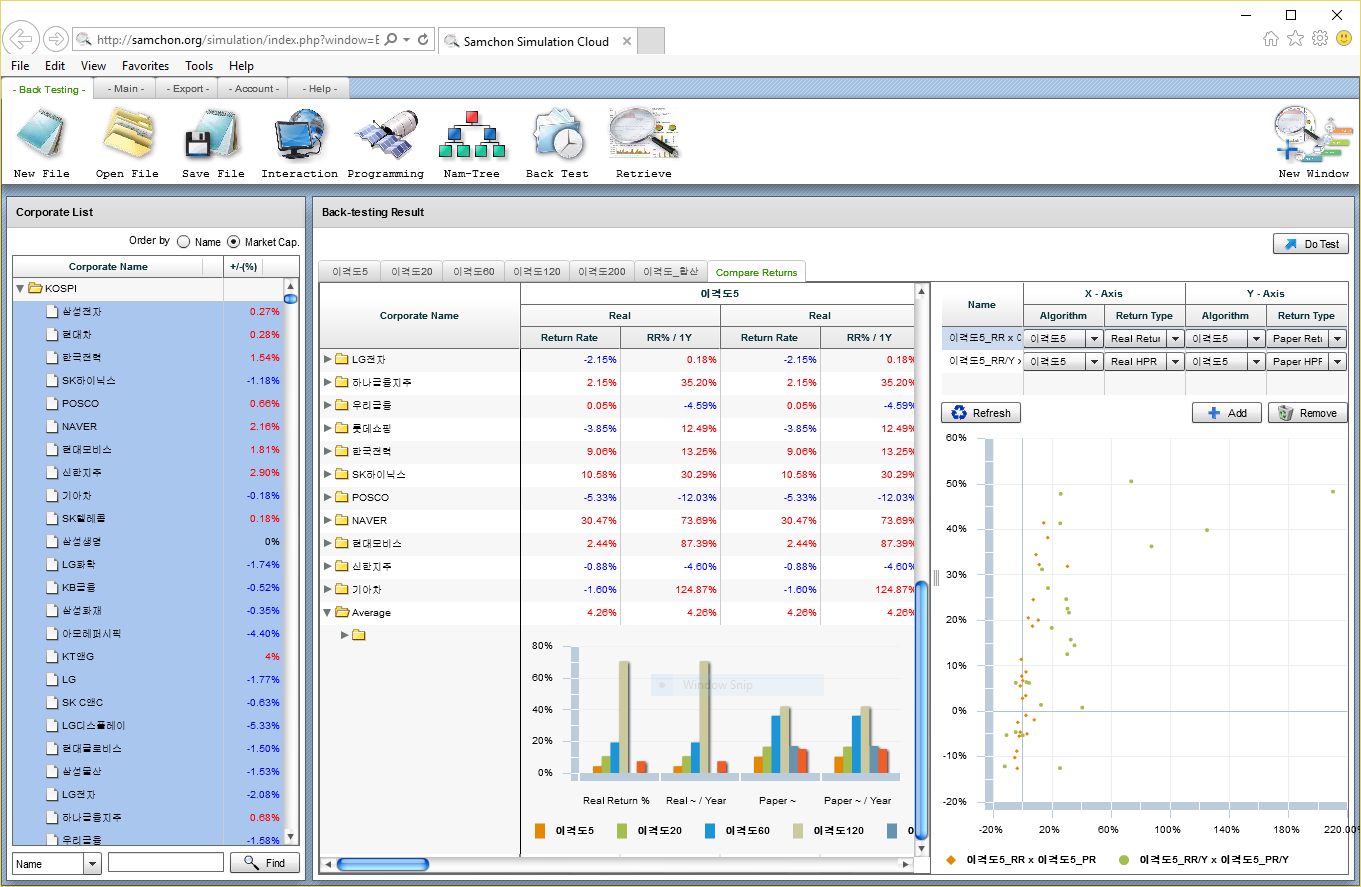 http://samchon.org/simulation/index.php?window=E
Samchon Simulation Cloud
File Edit View Favorites Tools Help
- Back Testing - - Main - - Export - - Account - - Help -
New File Open File Save File Interaction Programming Nam-Tree Back Test Retrieve New Window
Corporate List
Order by Name Market Cap.
Corporate Name +/-(%)
KOSPI
삼성전자 0.27%
현대차 0.28%
한국전력 1.54%
SK하이닉스 -1.18%
POSCO 0.66%
NAVER 2.16%
현대모비스 1.81%
신한지주 2.90%
기아차 -0.18%
SK텔레콤 0.18%
삼성생명 0%
LG화학 -1.74%
KB금융 -0.52%
삼성화재 -0.35%
아모레퍼시픽 -4.40%
KT앤G 4%
LG -1.77%
SK C앤C -0.63%
LG디스플레이 -5.33%
현대글로비스 -1.50%
삼성물산 -1.53%
LG전자 -2.08%
하나금융지주 0.68%
우리금융 -1.58%
Name Find
Back-testing Result
Do Test
이격도5 이격도20 이격도60 이격도120 이격도200 이격도_합산 Compare Returns
이격도5
Corporate Name Real Real
Return Rate RR% / 1Y Return Rate RR% / 1Y
LG전자 -2.15% 0.18% -2.15% 0.18%
하나금융지주 2.15% 35.20% 2.15% 35.20%
우리금융 0.05% -4.59% 0.05% -4.59%
롯데쇼핑 -3.85% 12.49% -3.85% 12.49%
한국전력 9.06% 13.25% 9.06% 13.25%
SK하이닉스 10.58% 30.29% 10.58% 30.29%
POSCO -5.33% -12.03% -5.33% -12.03%
NAVER 30.47% 73.69% 30.47% 73.69%
현대모비스 2.44% 87.39% 2.44% 87.39%
신한지주 -0.88% -4.60% -0.88% -4.60%
기아차 -1.60% 124.87% -1.60% 124.87%
Average 4.26% 4.26% 4.26% 4.26%
80%
60%
40%
20%
0%
Window Snip
Real Return % Real ~ / Year Paper ~ Paper ~ / Year
이격도5 이격도20 이격도60 이격도120
Name X - Axis Y - Axis
Algorithm Return Type Algorithm Return Type
이격도5_RR x 이격도5 Real Retur 이격도5 Paper Retu
이격도5_RR/Y x 이격도5 Real HPR 이격도5 Paper HPF
Refresh Add Remove
60%
50%
40%
30%
20%
10%
0%
-10%
-20%
-20% 20% 60% 100% 140% 180% 220.00%
이격도5_RR x 이격도5_PR 이격도5_RR/Y x 이격도5_PR/Y